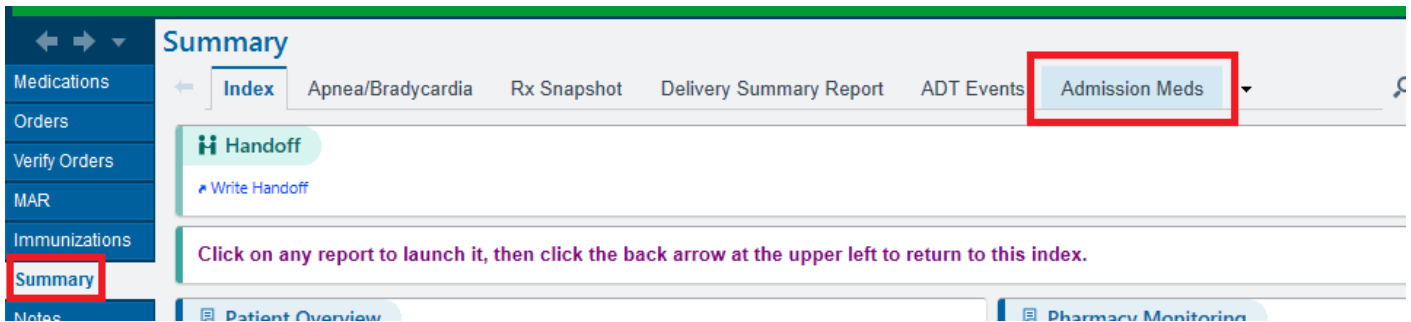 Summary
Medications
Index Apnea/Bradycardia Rx Snapshot Delivery Summary Report ADT Events Admission Meds
Orders
Handoff
Verify Orders
Write Handoff
MAR
Immunizations
Click on any report to launch it, then click the back arrow at the upper left to return to this index.
Summary
Notes
Patient Overview
Pharmacy Monitoring